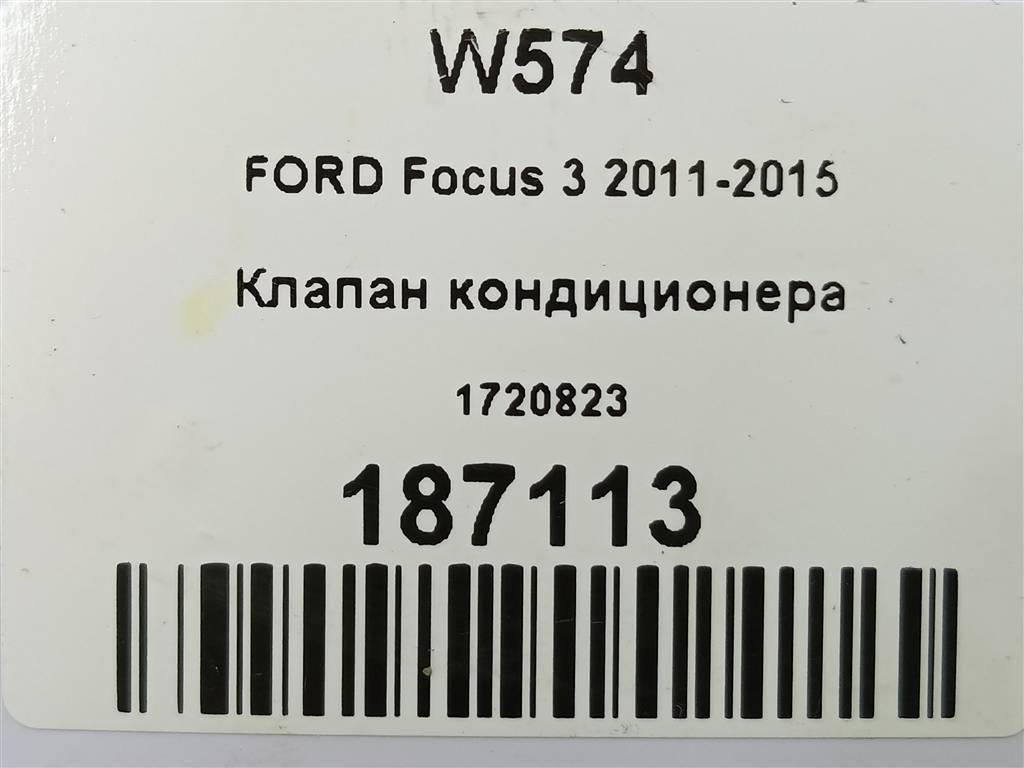 W574
FORD Focus 3 2011-2015
Клапан кондиционера
1720823
187113